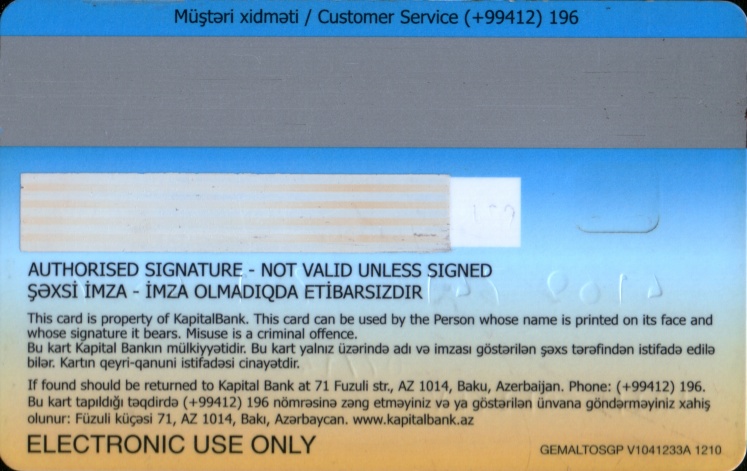 Müştəri xidməti / Customer Service (+99412) 196
AUTHORISED SIGNATURE - NOT VALID UNLESS SIGNED
ŞƏXSİ İMZA - İMZA OLMADIQDA ETİBARSIZDIR
This card is property of KapitalBank. This card can be used by the Person whose name is printed on its face and
whose signature it bears. Misuse is a criminal offence.
Bu kart Kapital Bankın mülkiyyətidir. Bu kart yalnız üzərində adı və imzası göstərilən şəxs tərəfindən istifadə edilə
bilər. Kartın qeyri-qanuni istifadəsi cinayətdir.
If found should be returned to Kapital Bank at 71 Fuzuli str., AZ 1014, Baku, Azerbaijan. Phone: (+99412) 196.
Bu kart tapıldığı təqdirdə (+99412) 196 nömrəsinə zəng etməyiniz və ya göstərilən ünvana göndərməyiniz xahiş
olunur: Füzuli küçəsi 71, AZ 1014, Bakı, Azərbaycan. www.kapitalbank.az
ELECTRONIC USE ONLY
GEMALTOSGP V1041233A 1210